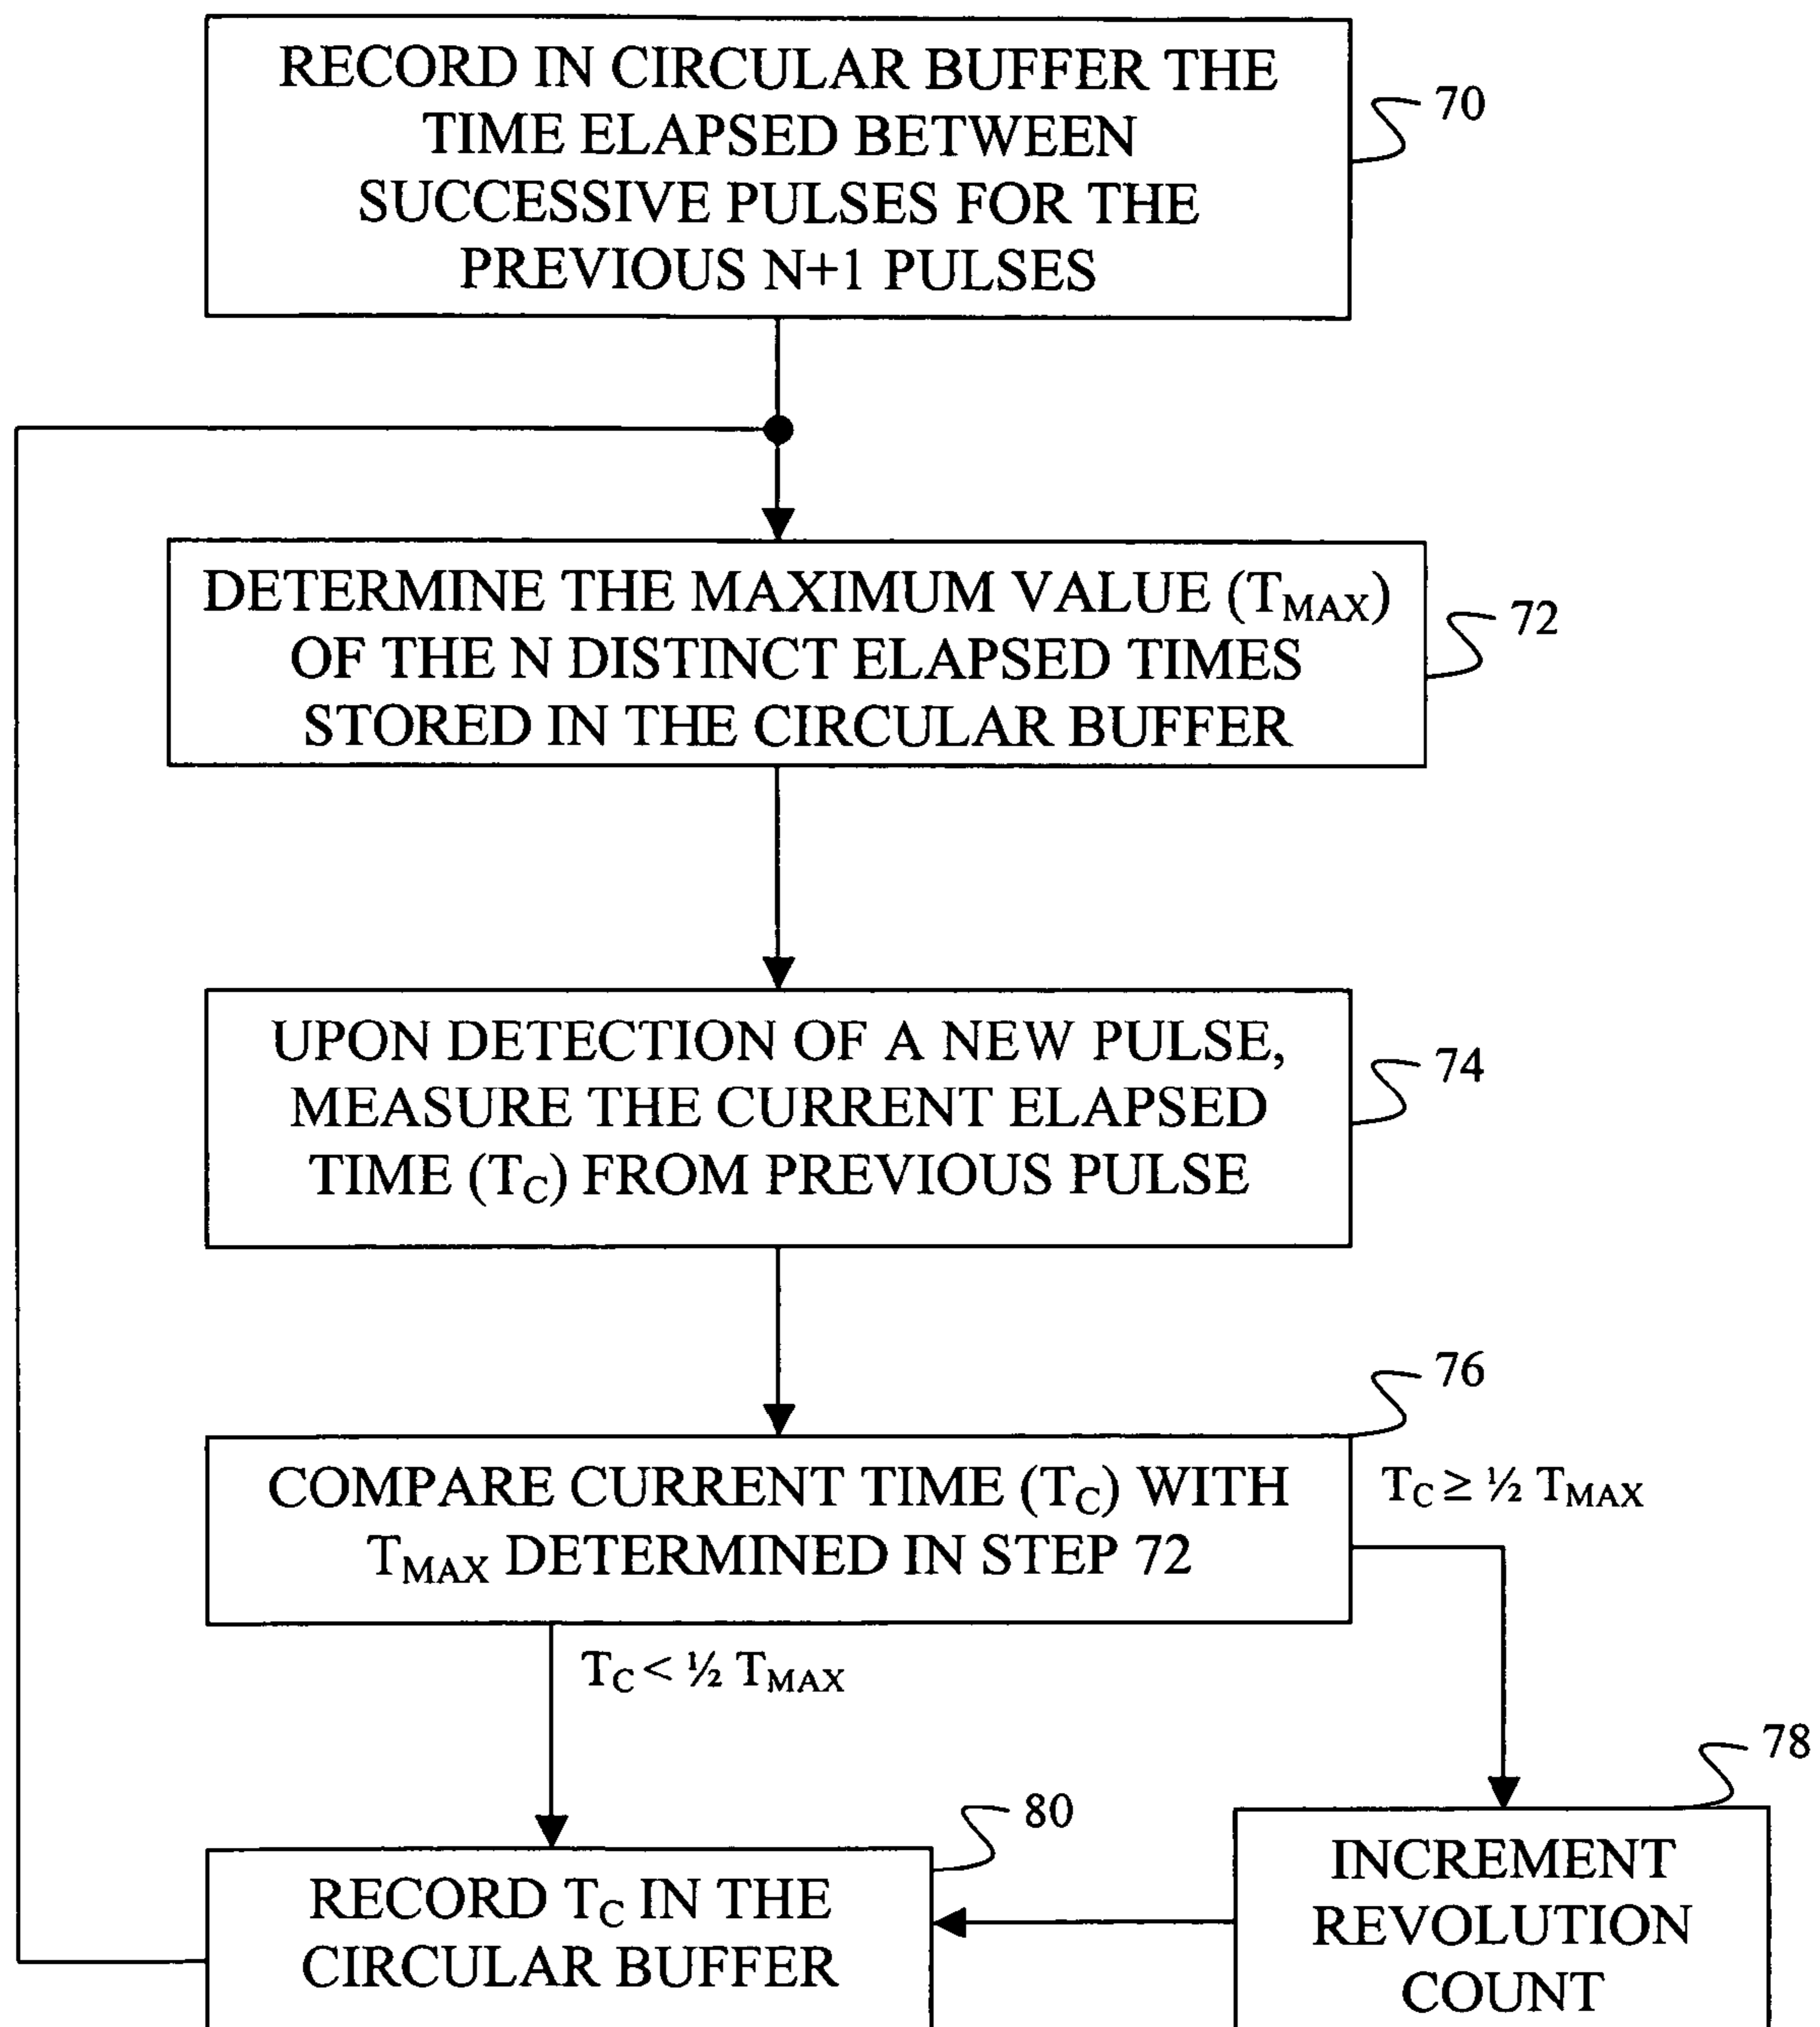 RECORD IN CIRCULAR BUFFER THE
TIME ELAPSED BETWEEN
SUCCESSIVE PULSES FOR THE
PREVIOUS N+1 PULSES
70
DETERMINE THE MAXIMUM VALUE (TMAX)
OF THE N DISTINCT ELAPSED TIMES
STORED IN THE CIRCULAR BUFFER
72
UPON DETECTION OF A NEW PULSE,
MEASURE THE CURRENT ELAPSED
TIME (TC) FROM PREVIOUS PULSE
74
76
COMPARE CURRENT TIME (TC) WITH
TMAX DETERMINED IN STEP 72
TC ≥ ½ TMAX
TC < ½ TMAX
78
80
RECORD TC IN THE
CIRCULAR BUFFER
INCREMENT
REVOLUTION
COUNT